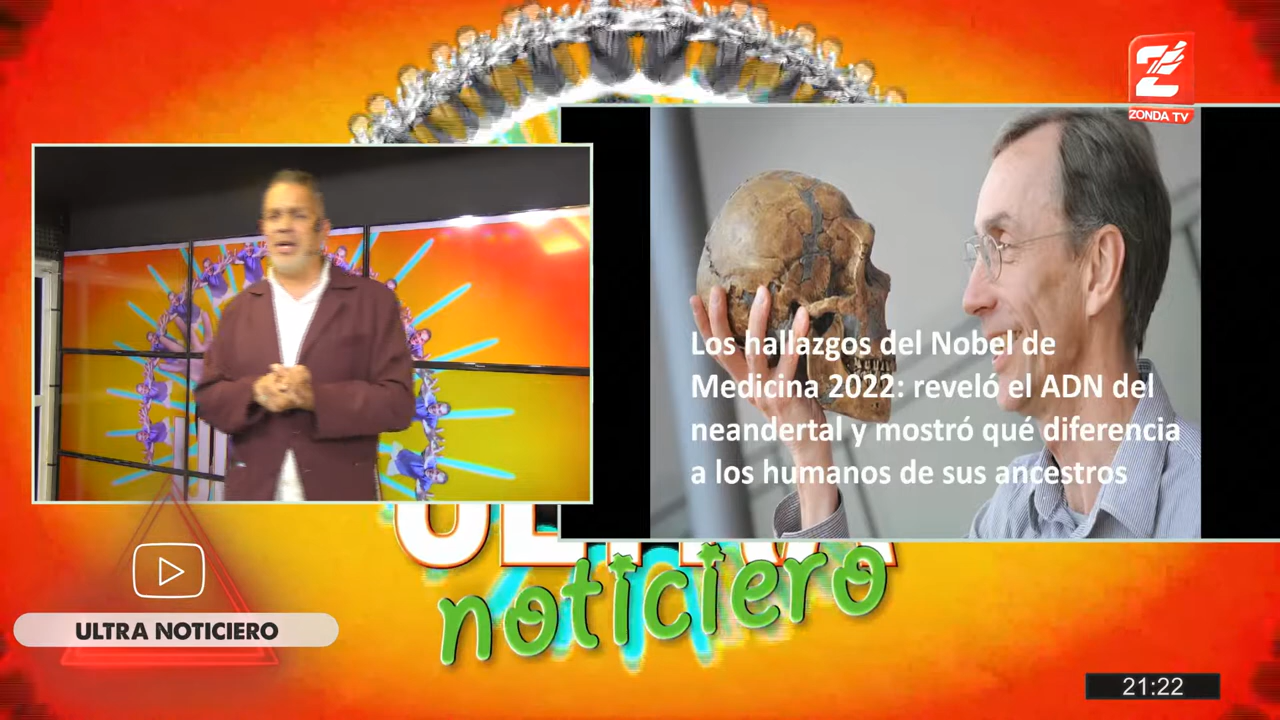 ZONDA TV
Los hallazgos del Nobel de
Medicina 2022: reveló el ADN del
neandertal y mostró qué diferencia
a los humanos de sus ancestros
noticiero
ULTRA NOTICIERO
21:22